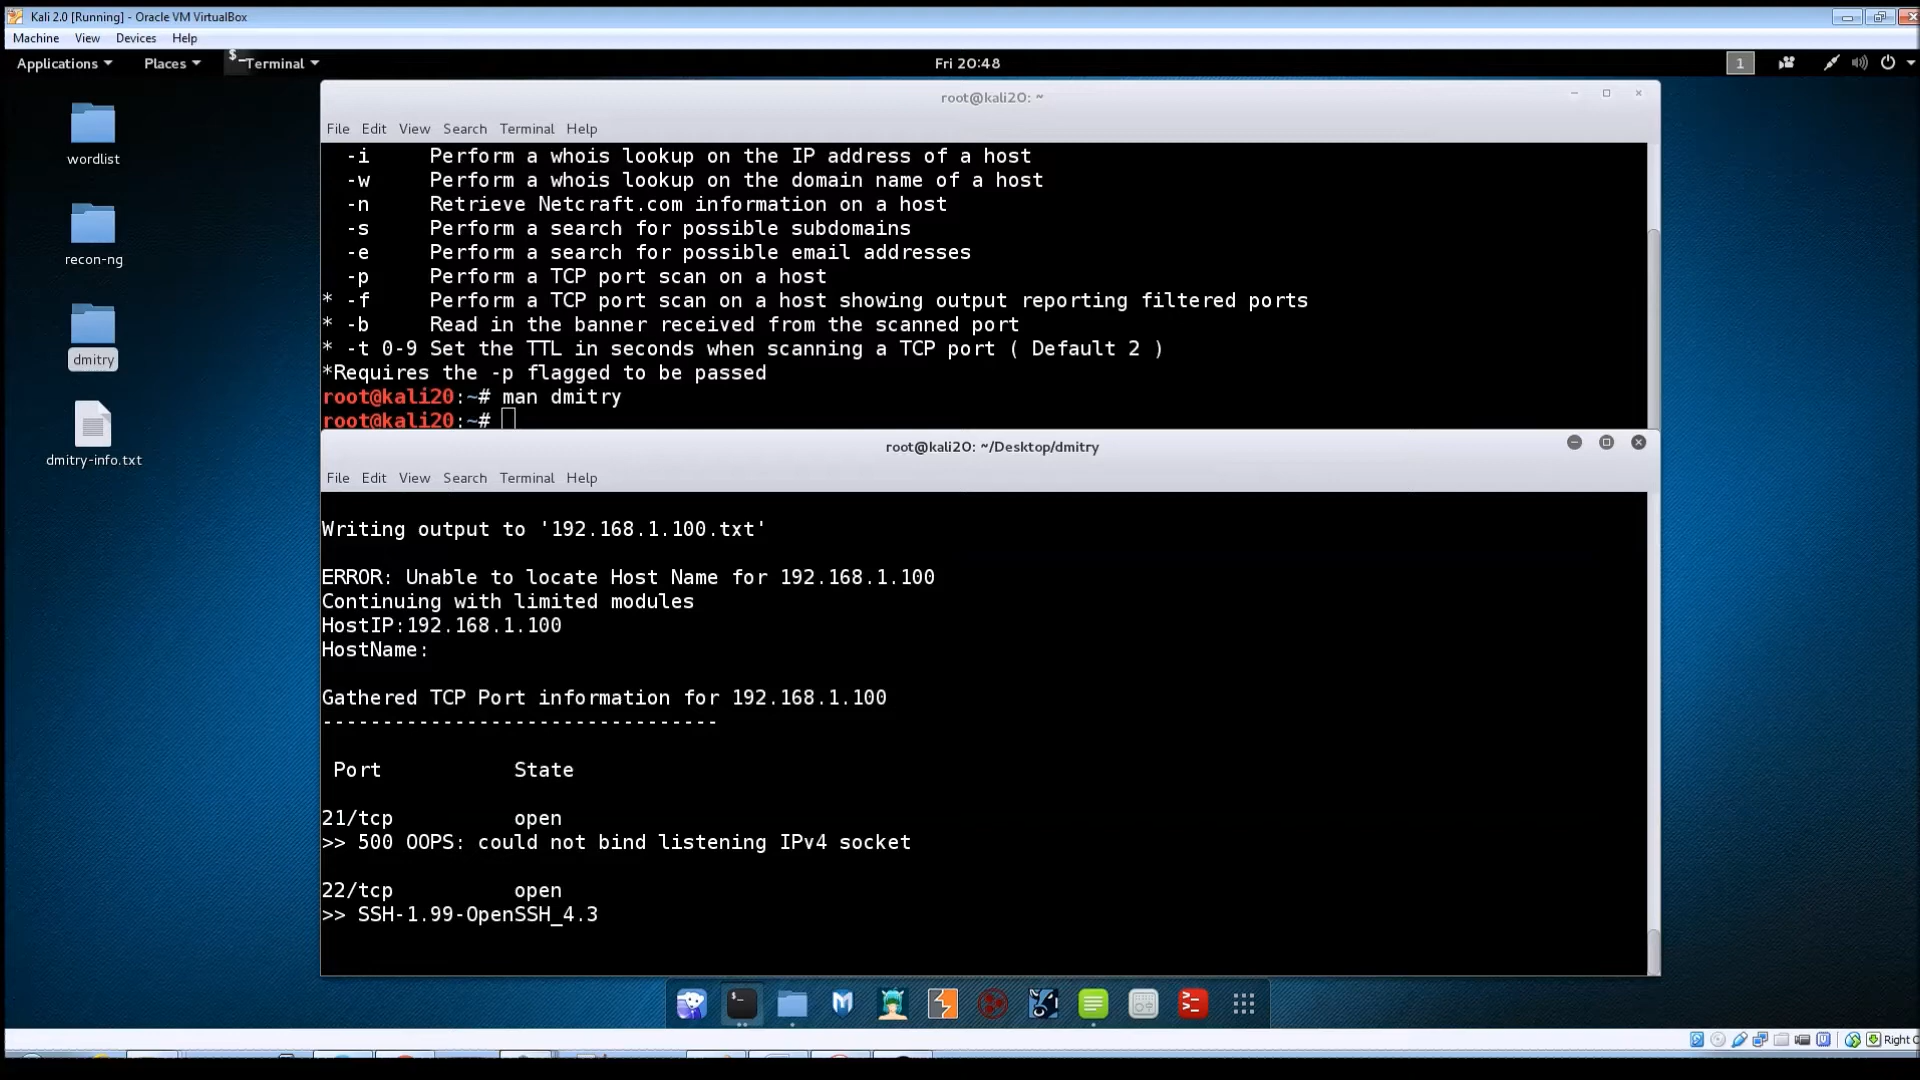 Kali 2.0 [Running] - Oracle VM VirtualBox
Machine View Devices Help
Applications Places Terminal Fri 20:48 1
wordlist
recon-ng
dmitry
dmitry-info.txt
root@kali20: ~
File Edit View Search Terminal Help
-i Perform a whois lookup on the IP address of a host
-w Perform a whois lookup on the domain name of a host
-n Retrieve Netcraft.com information on a host
-s Perform a search for possible subdomains
-e Perform a search for possible email addresses
-p Perform a TCP port scan on a host
* -f Perform a TCP port scan on a host showing output reporting filtered ports
* -b Read in the banner received from the scanned port
* -t 0-9 Set the TTL in seconds when scanning a TCP port ( Default 2 )
*Requires the -p flagged to be passed
root@kali20:~# man dmitry
root@kali20:~#
root@kali20: ~/Desktop/dmitry
File Edit View Search Terminal Help
Writing output to '192.168.1.100.txt'
ERROR: Unable to locate Host Name for 192.168.1.100
Continuing with limited modules
HostIP:192.168.1.100
HostName:
Gathered TCP Port information for 192.168.1.100
---------------------------------
Port State
21/tcp open
>> 500 OOPS: could not bind listening IPv4 socket
22/tcp open
>> SSH-1.99-OpenSSH_4.3
Right C